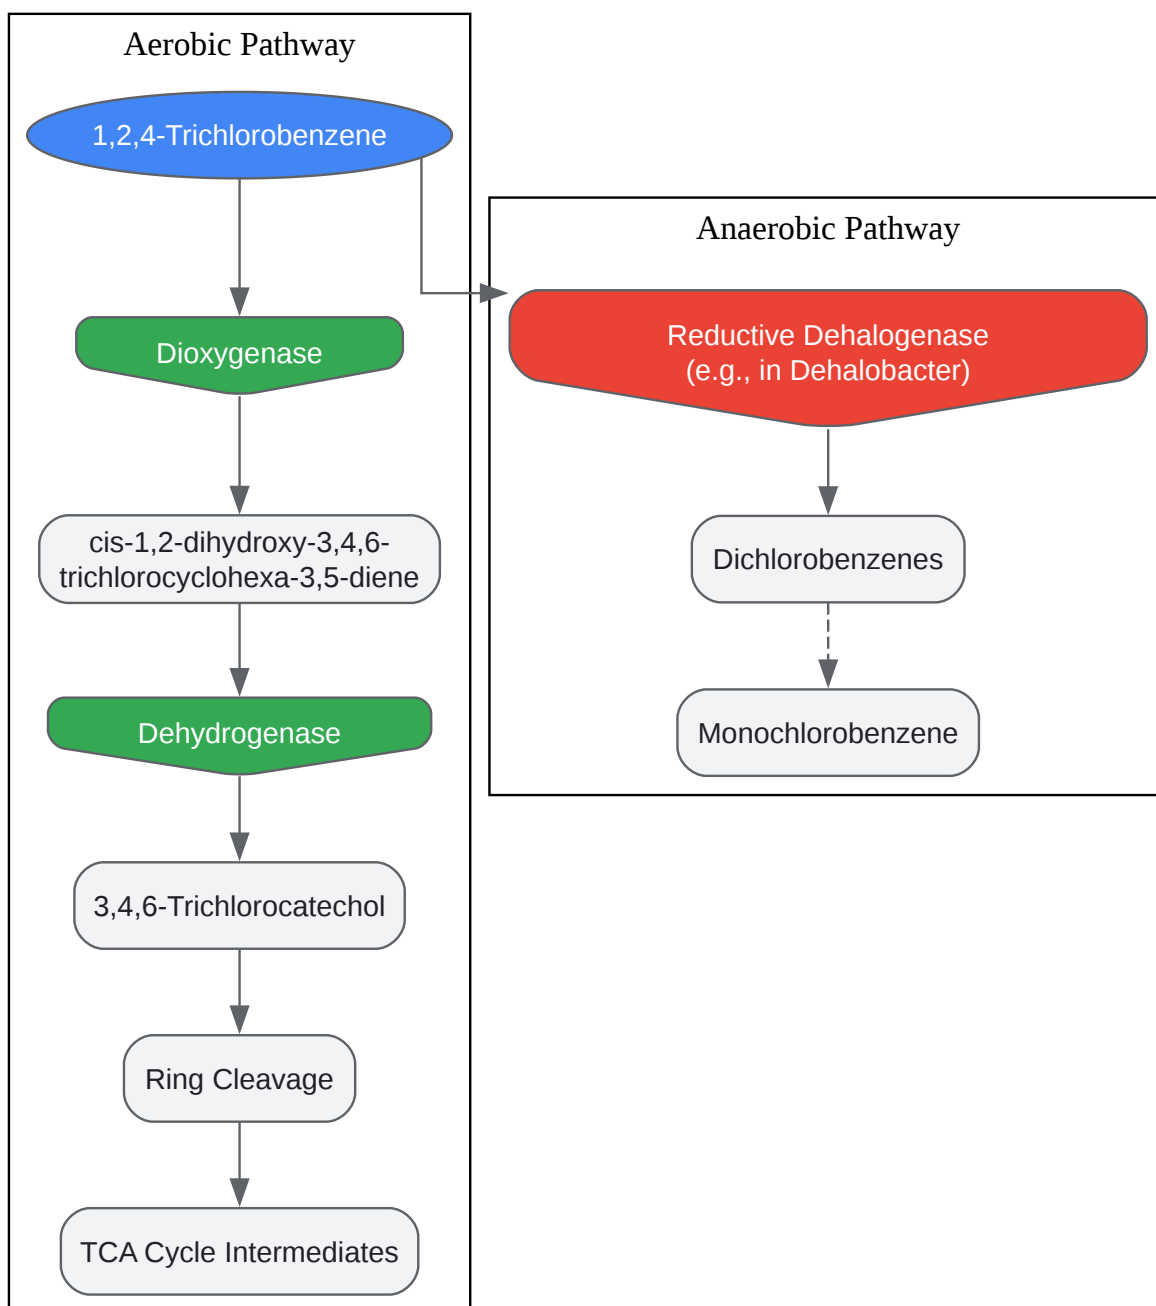 Aerobic Pathway
1,2,4-Trichlorobenzene
Dioxygenase
cis-1,2-dihydroxy-3,4,6-
trichlorocyclohexa-3,5-diene
Dehydrogenase
3,4,6-Trichlorocatechol
Ring Cleavage
TCA Cycle Intermediates
Anaerobic Pathway
Reductive Dehalogenase
(e.g., in Dehalobacter)
Dichlorobenzenes
Monochlorobenzene